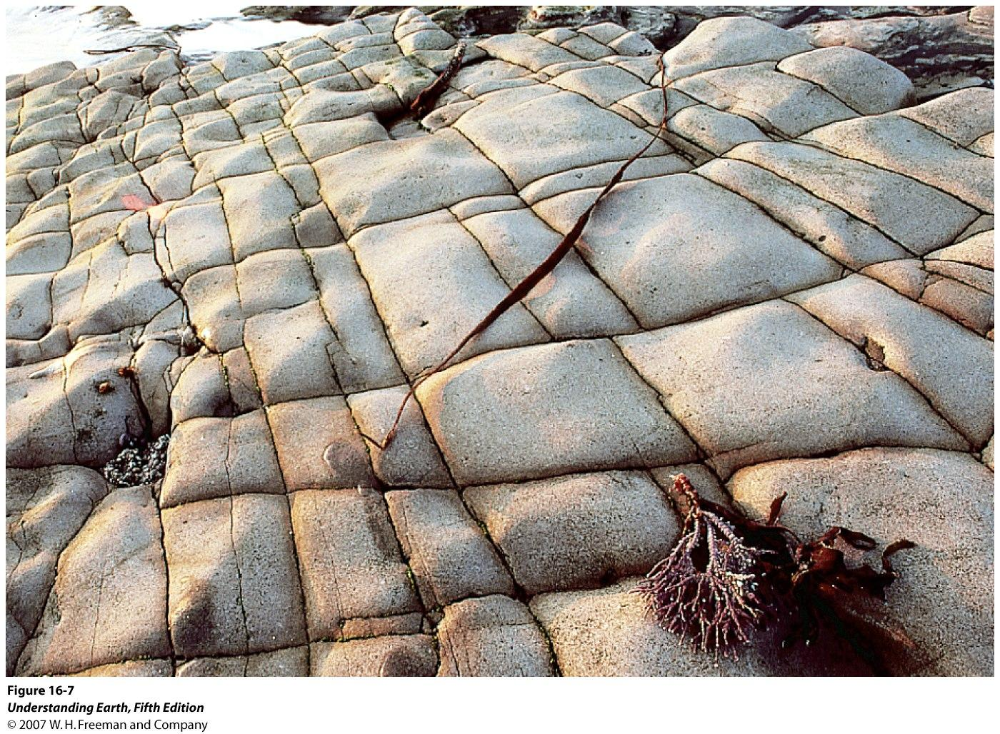 Figure 16-7
Understanding Earth, Fifth Edition
© 2007 W. H. Freeman and Company